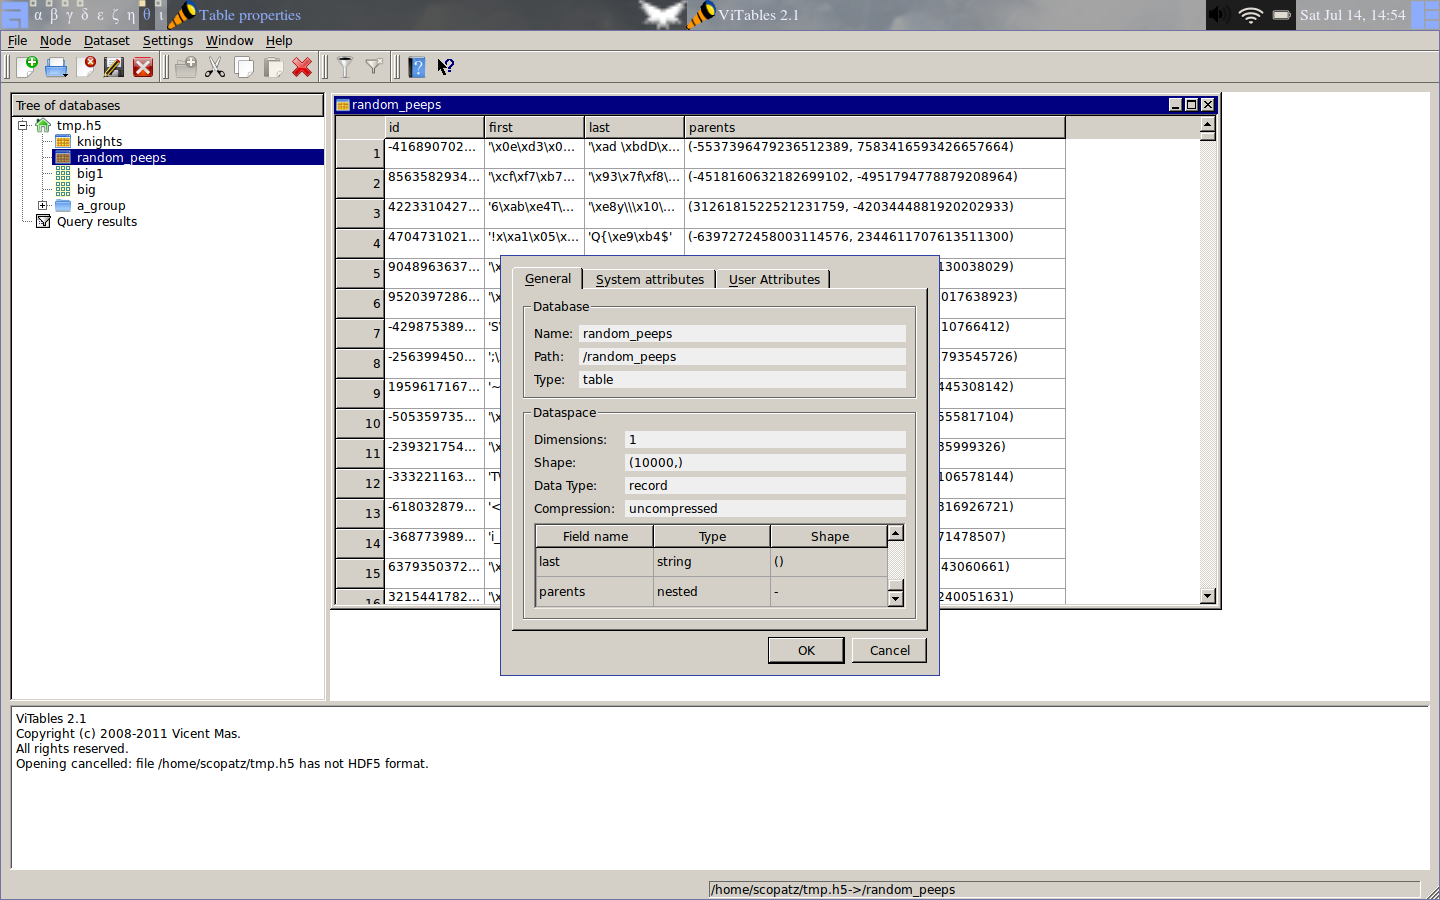 α β γ δ ε ζ η θ ι Table properties ViTables 2.1 Sat Jul 14, 14:54
File Node Dataset Settings Window Help
Tree of databases
tmp.h5
knights
random_peeps
big1
big
a_group
Query results
random_peeps
id first last parents
1 -416890702... '\x0e\xd3\x0... '\xad \xbdD\x... (-5537396479236512389, 7583416593426657664)
2 8563582934... '\xcf\xf7\xb7... '\x93\x7f\xf8\... (-4518160632182699102, -4951794778879208964)
3 4223310427... '6\xab\xe4T\... '\xe8y\\\x10\... (3126181522521231759, -4203444881920202933)
4 4704731021... '!x\xa1\x05\x... 'Q{\xe9\xb4$' (-6397272458003114576, 2344611707613511300)
5 9048963637... '\x 130038029)
6 9520397286... '\x 017638923)
7 -429875389... 'S 10766412)
8 -256399450... ';\ 793545726)
9 1959617167... '~ 445308142)
10 -505359735... '\x 555817104)
11 -239321754... '\x 35999326)
12 -333221163... 'T 106578144)
13 -618032879... '< 316926721)
14 -368773989... 'i_ 71478507)
15 6379350372... '\x 43060661)
16 3215441782... '\x 240051631)
General System attributes User Attributes
Database
Name: random_peeps
Path: /random_peeps
Type: table
Dataspace
Dimensions: 1
Shape: (10000,)
Data Type: record
Compression: uncompressed
Field name Type Shape
last string ()
parents nested -
OK Cancel
ViTables 2.1
Copyright (c) 2008-2011 Vicent Mas.
All rights reserved.
Opening cancelled: file /home/scopatz/tmp.h5 has not HDF5 format.
/home/scopatz/tmp.h5->/random_peeps